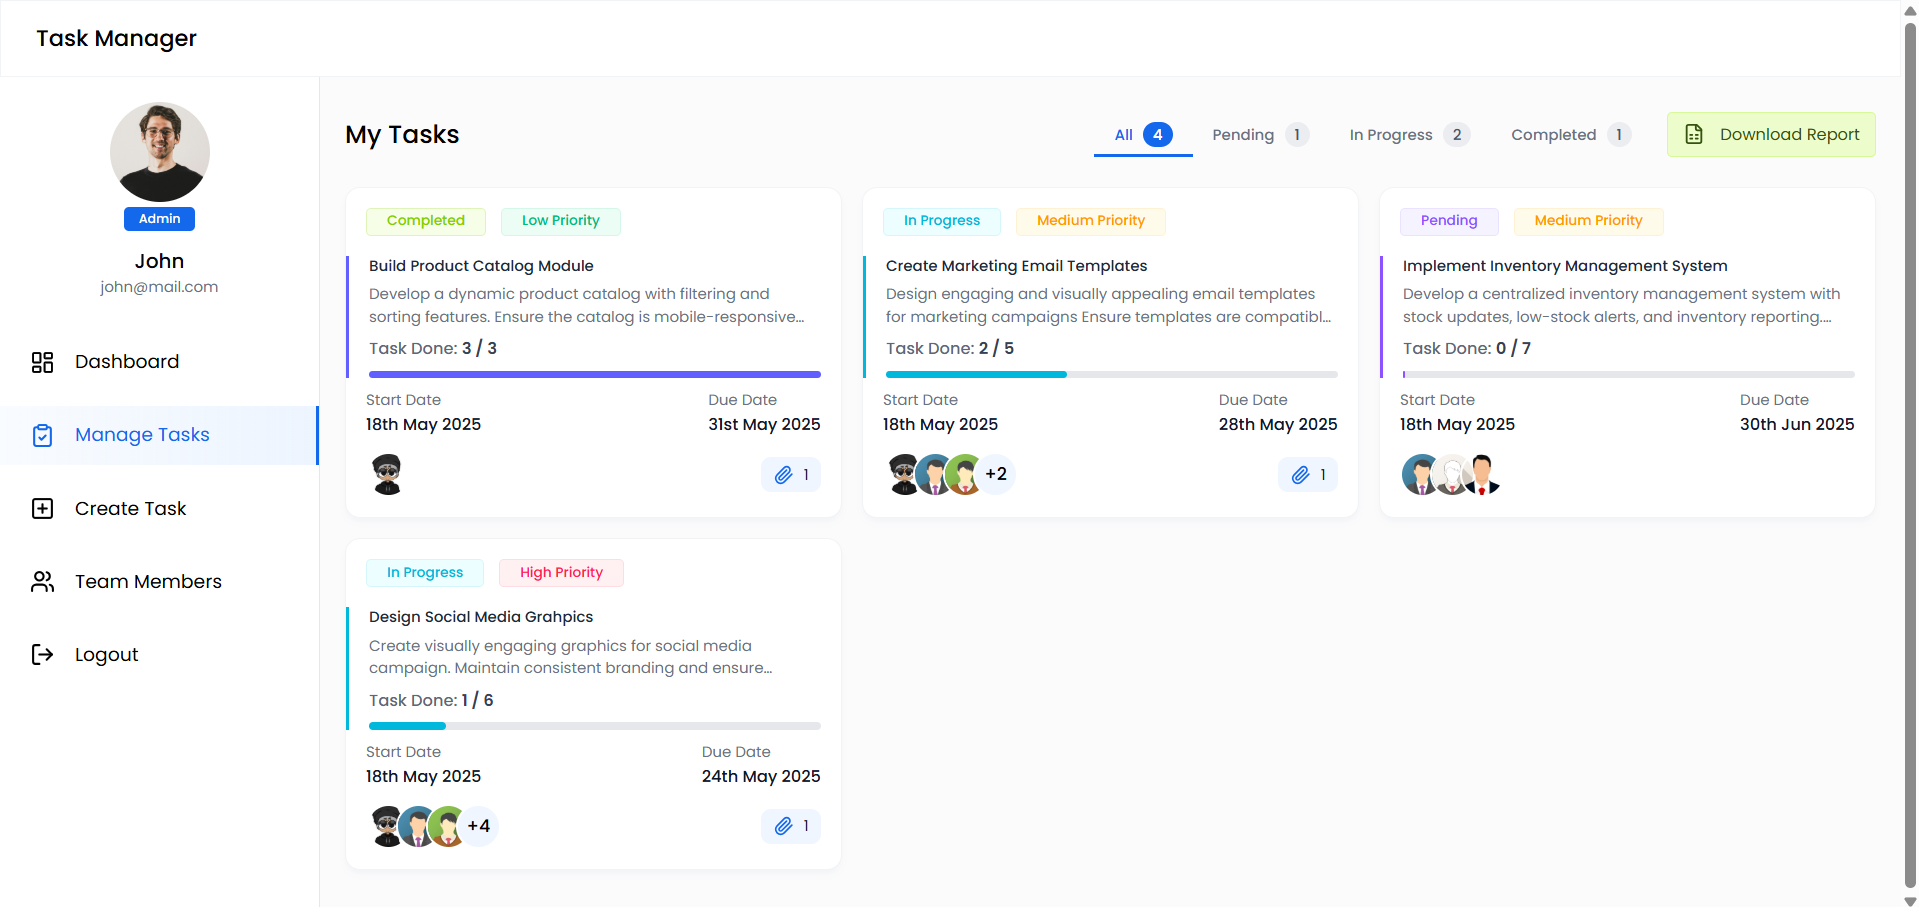 Task Manager
Admin
John
john@mail.com
Dashboard
Manage Tasks
Create Task
Team Members
Logout
My Tasks
All 4
Pending 1
In Progress 2
Completed 1
Download Report
Completed
Low Priority
Build Product Catalog Module
Develop a dynamic product catalog with filtering and
sorting features. Ensure the catalog is mobile-responsive...
Task Done: 3 / 3
Start Date
18th May 2025
Due Date
31st May 2025
1
In Progress
Medium Priority
Create Marketing Email Templates
Design engaging and visually appealing email templates
for marketing campaigns Ensure templates are compatibl...
Task Done: 2 / 5
Start Date
18th May 2025
Due Date
28th May 2025
+2
1
Pending
Medium Priority
Implement Inventory Management System
Develop a centralized inventory management system with
stock updates, low-stock alerts, and inventory reporting....
Task Done: 0 / 7
Start Date
18th May 2025
Due Date
30th Jun 2025
In Progress
High Priority
Design Social Media Grahpics
Create visually engaging graphics for social media
campaign. Maintain consistent branding and ensure...
Task Done: 1 / 6
Start Date
18th May 2025
Due Date
24th May 2025
+4
1